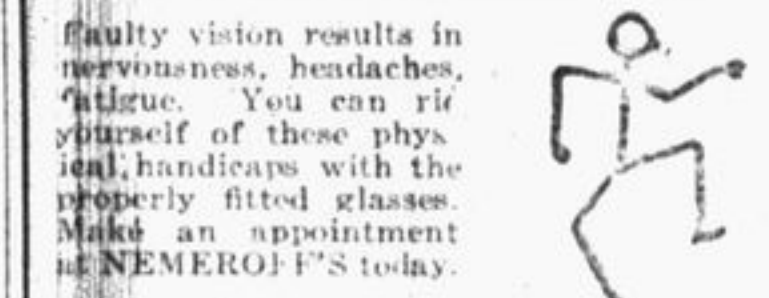 Faulty vision results in
nervousness, headaches,
fatigue. You can rid
yourself of these phys
ical handicaps with the
properly fitted glasses.
Make an appointment
at NEMEROFF'S today.